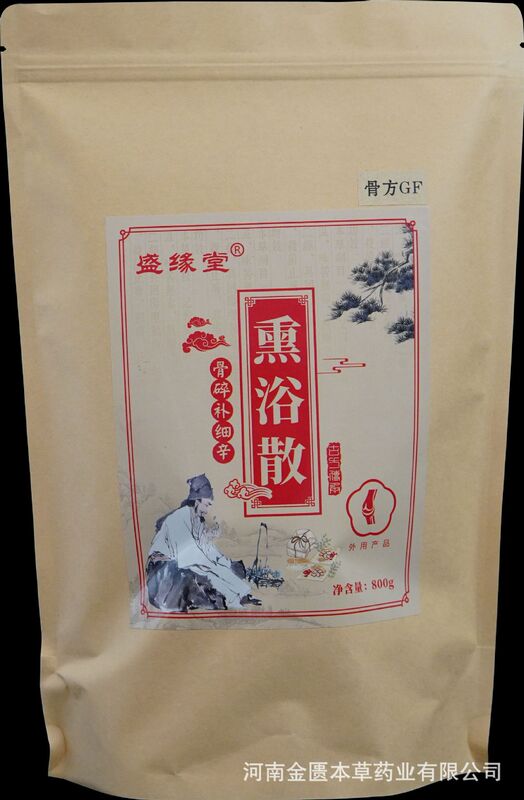 骨方GF
盛缘堂®
熏浴散
骨碎补细辛
外用产品
净含量：800g
河南金匮本草药业有限公司